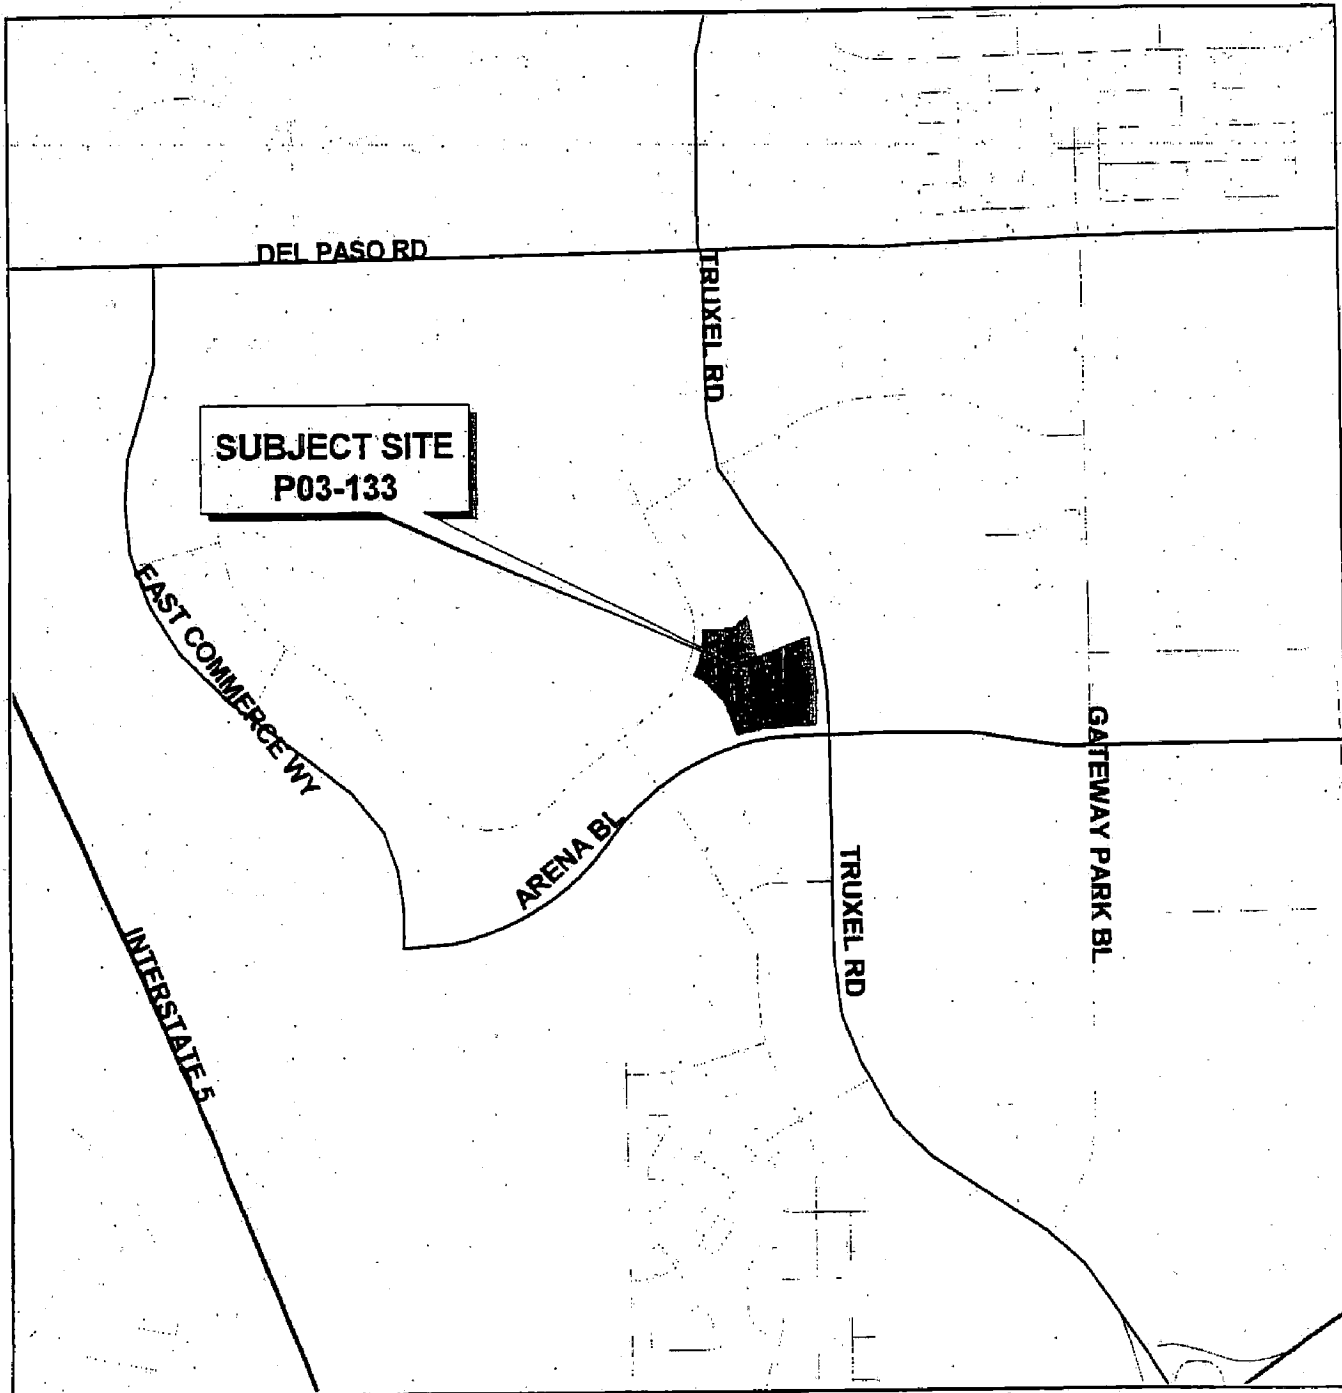 DEL PASO RD
TRUXEL RD
SUBJECT SITE
P03-133
EAST COMMERCE WY
GATEWAY PARK BL
ARENA BL
TRUXEL RD
INTERSTATE 5